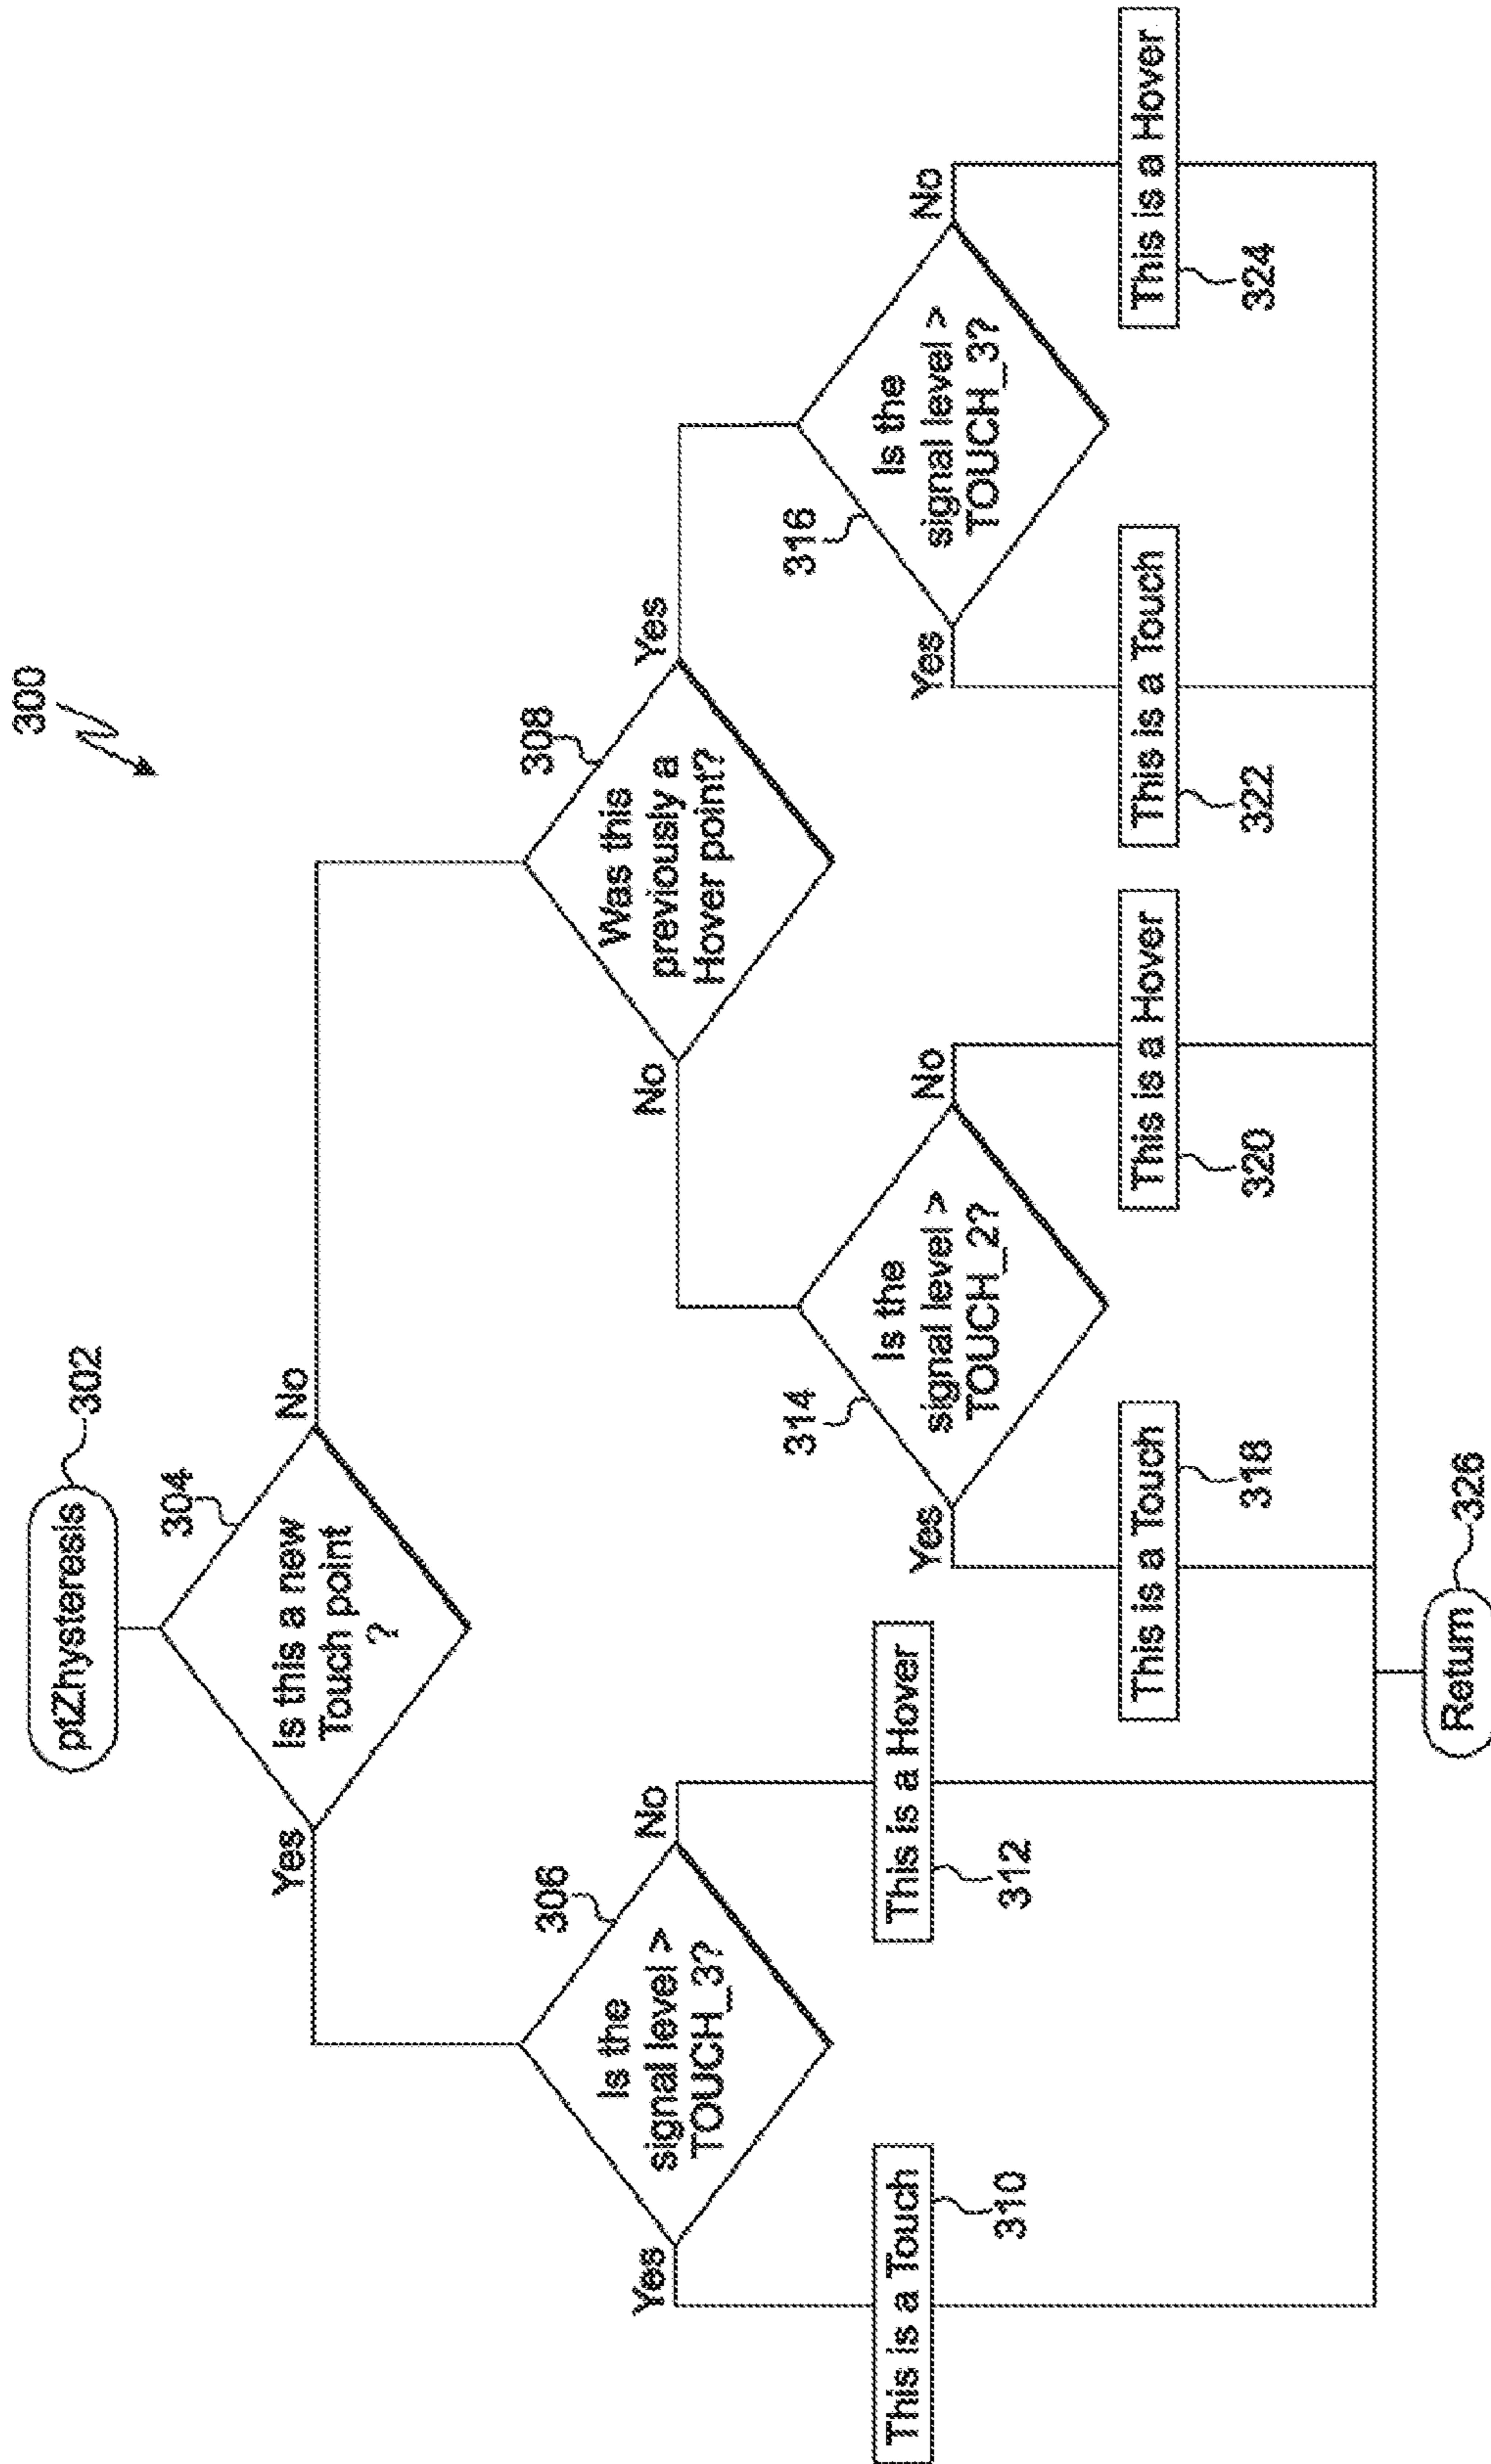 300
ptZhysteresis
302
304
Is this a new
Touch point
?
Yes
No
306
Is the
signal level >
TOUCH_3?
Yes
No
308
Was this
previously a
Hover point?
No
Yes
This is a Touch
310
This is a Hover
312
314
Is the
signal level >
TOUCH_2?
Yes
No
316
Is the
signal level >
TOUCH_3?
Yes
No
This is a Touch
318
This is a Hover
320
This is a Touch
322
This is a Hover
324
Return
326